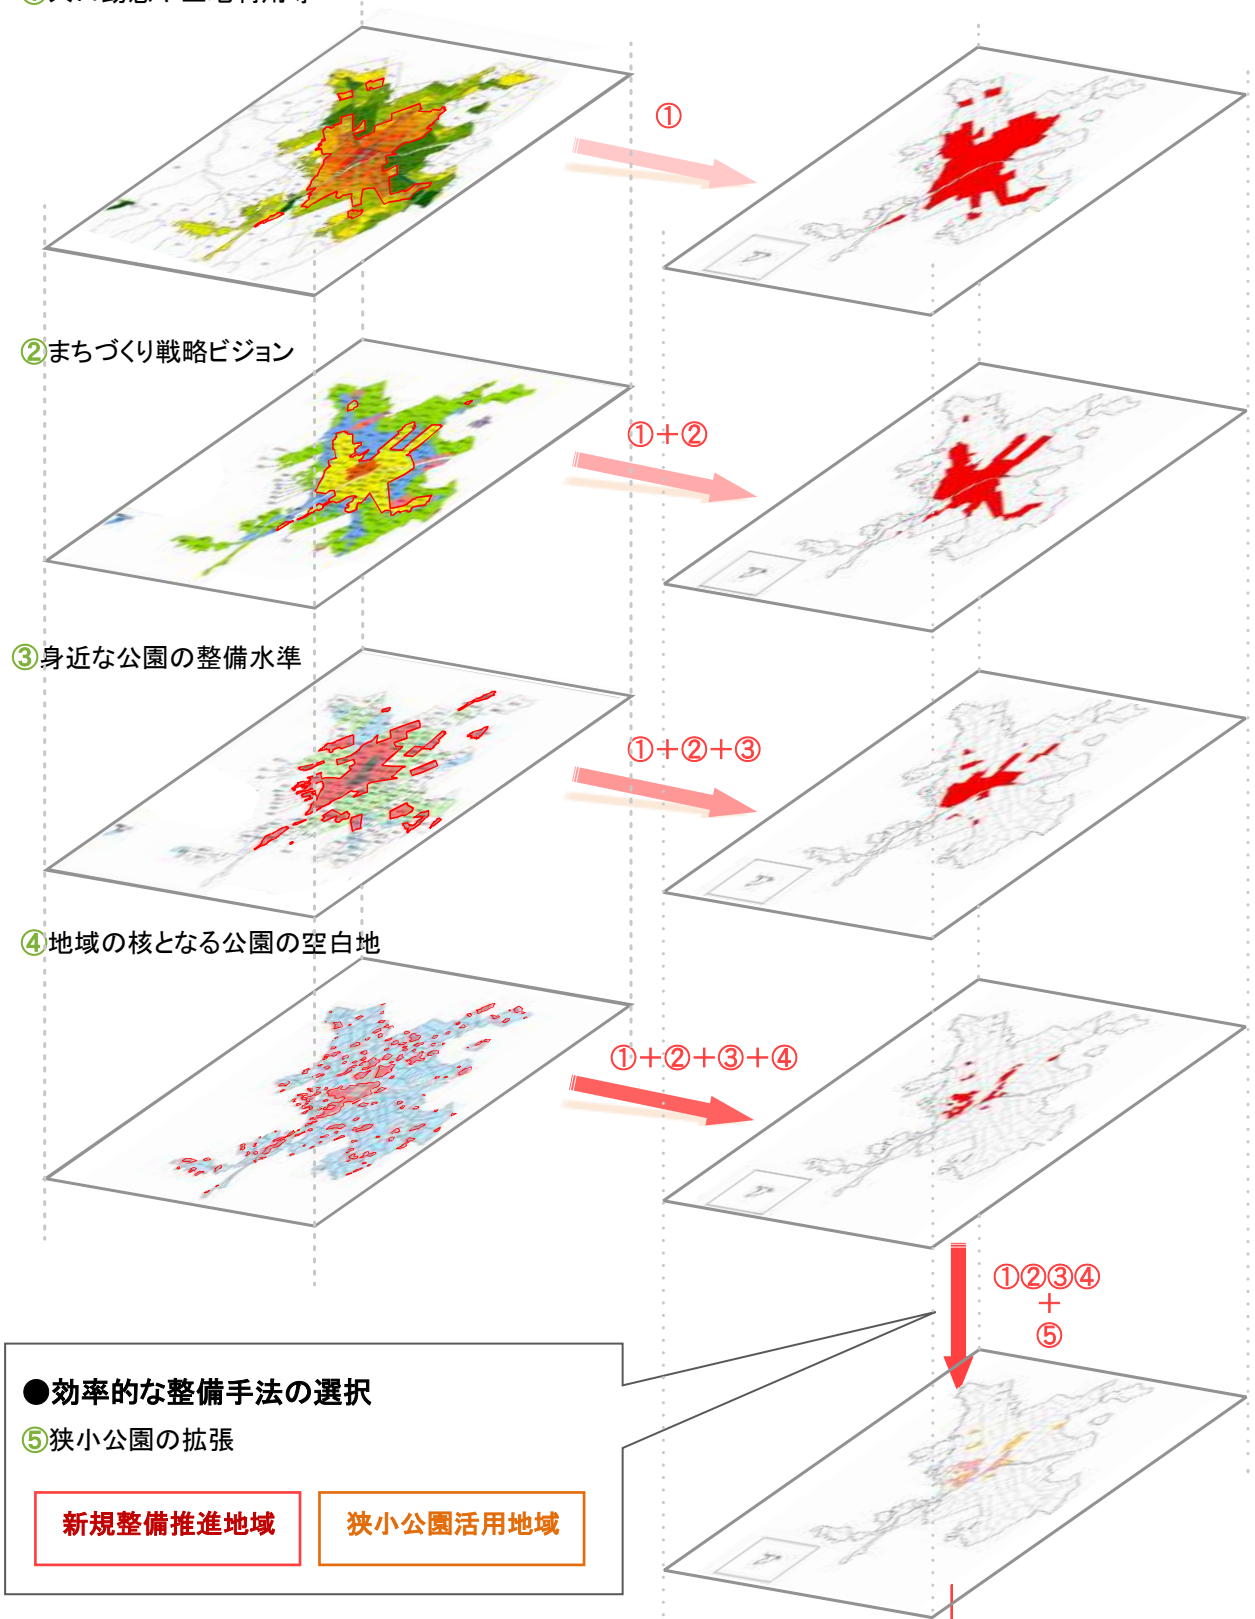 ①
②まちづくり戦略ビジョン
①+②
③身近な公園の整備水準
①+②+③
④地域の核となる公園の空白地
①+②+③+④
①②③④
+
⑤
●効率的な整備手法の選択
⑤狭小公園の拡張
新規整備推進地域
狭小公園活用地域